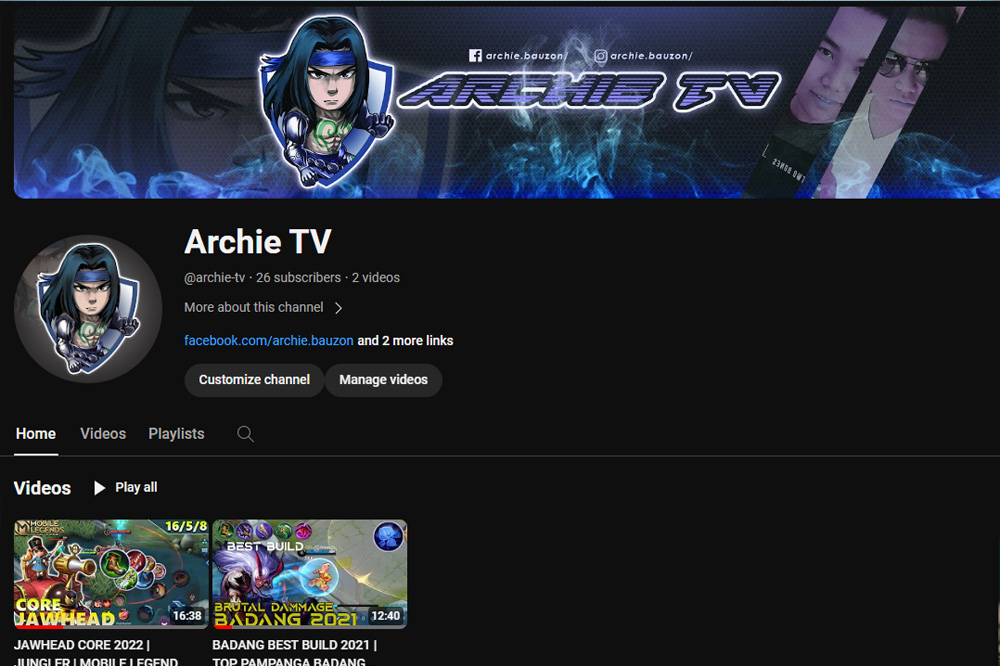 archie.bauzon/ archie.bauzon/
ARCHIE TV
Archie TV
@archie-tv · 26 subscribers · 2 videos
More about this channel
facebook.com/archie.bauzon and 2 more links
Customize channel Manage videos
Home Videos Playlists
Videos Play all
MOBILE LEGENDS 16/5/8
CORE
JAWHEAD
16:38
BEST BUILD
BRUTAL DAMMAGE
BADANG 2021
12:40
JAWHEAD CORE 2022 |
JUNGLER | MOBILE LEGEND
BADANG BEST BUILD 2021 |
TOP PAMPANGA BADANG